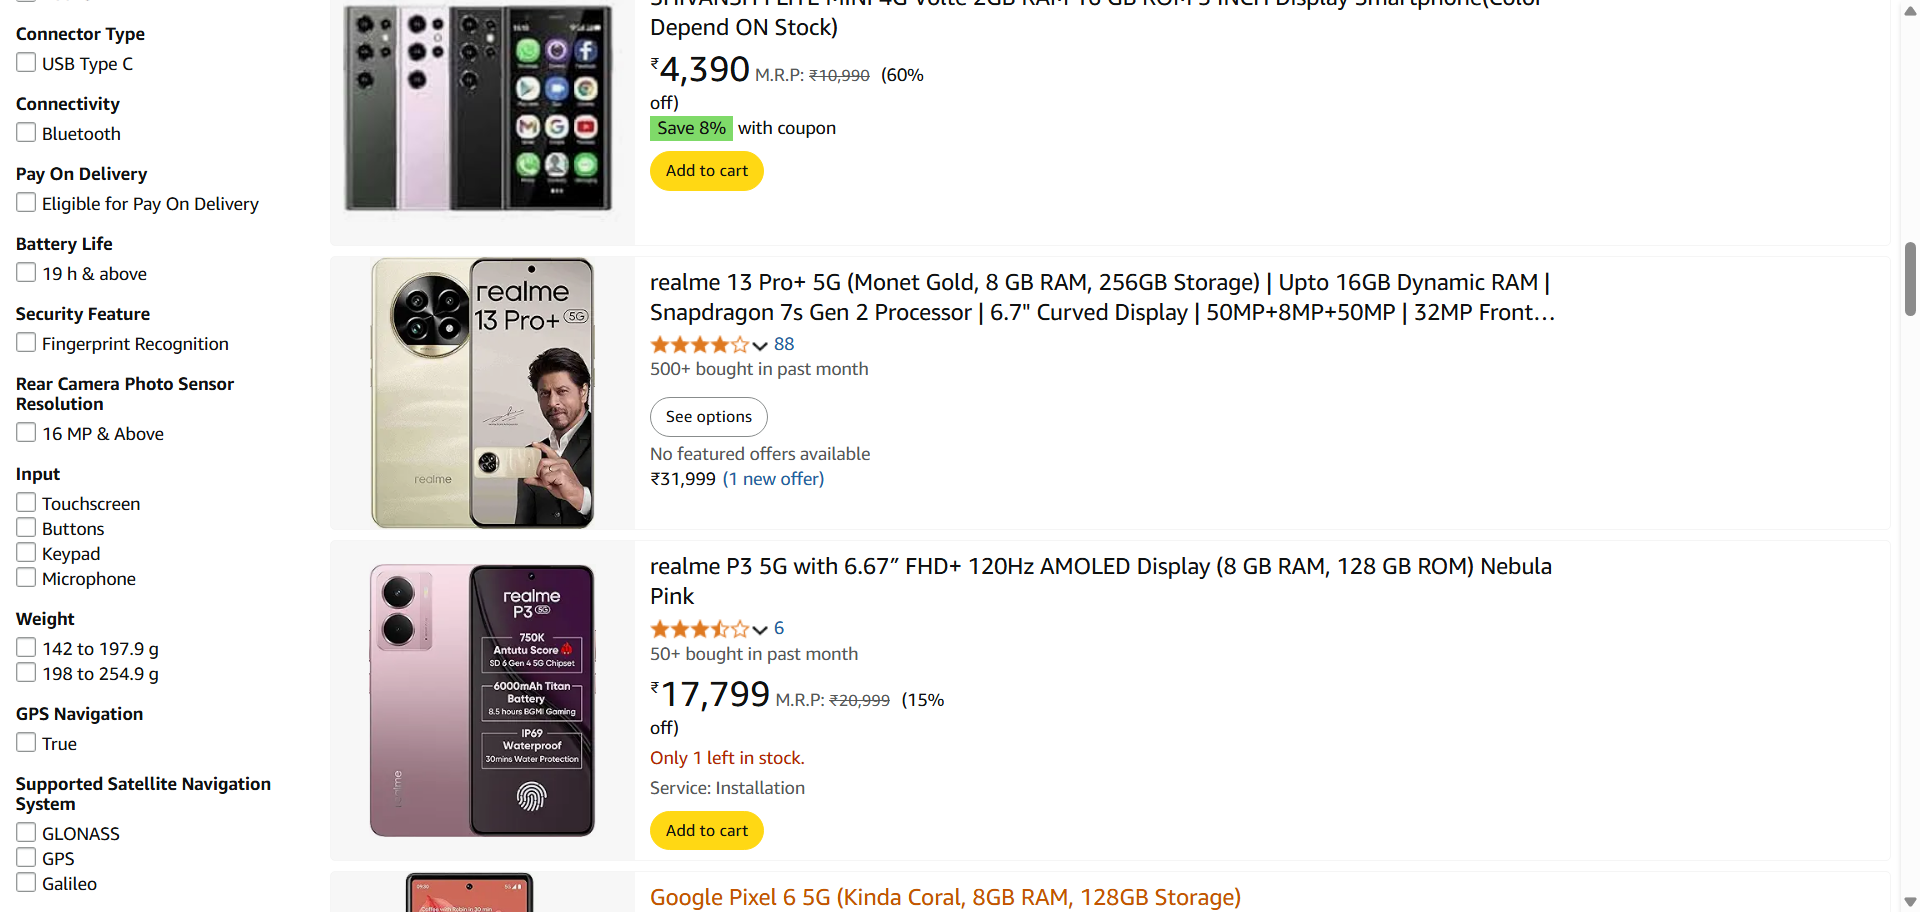 Connector Type
USB Type C
Connectivity
Bluetooth
Pay On Delivery
Eligible for Pay On Delivery
Battery Life
19 h & above
Security Feature
Fingerprint Recognition
Rear Camera Photo Sensor
Resolution
16 MP & Above
Input
Touchscreen
Buttons
Keypad
Microphone
Weight
142 to 197.9 g
198 to 254.9 g
GPS Navigation
True
Supported Satellite Navigation
System
GLONASS
GPS
Galileo
Depend ON Stock)
₹4,390 M.R.P: ₹10,990 (60%
off)
Save 8% with coupon
Add to cart
realme
13 Pro+ 5G
realme
realme 13 Pro+ 5G (Monet Gold, 8 GB RAM, 256GB Storage) | Upto 16GB Dynamic RAM |
Snapdragon 7s Gen 2 Processor | 6.7" Curved Display | 50MP+8MP+50MP | 32MP Front...
88
500+ bought in past month
See options
No featured offers available
₹31,999 (1 new offer)
realme
P3 5G
750K
Antutu Score
SD 6 Gen 4 5G Chipset
6000mAh Titan
Battery
8.5 hours BGMI Gaming
IP69
Waterproof
30mins Water Protection
realme
realme P3 5G with 6.67” FHD+ 120Hz AMOLED Display (8 GB RAM, 128 GB ROM) Nebula
Pink
6
50+ bought in past month
₹17,799 M.R.P: ₹20,999 (15%
off)
Only 1 left in stock.
Service: Installation
Add to cart
Google Pixel 6 5G (Kinda Coral, 8GB RAM, 128GB Storage)